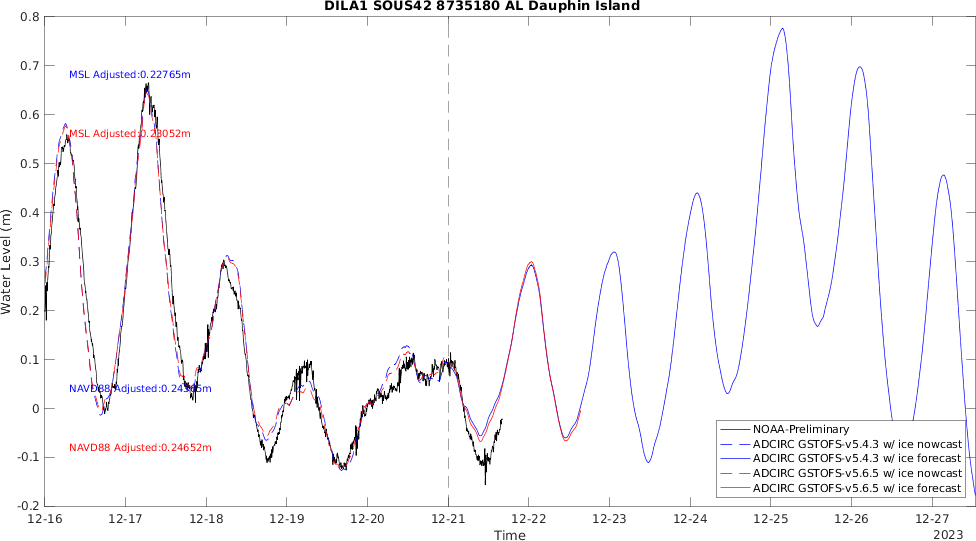 DILA1 SOUS42 8735180 AL Dauphin Island
0.8
0.7
0.6
0.5
0.4
0.3
0.2
0.1
0
-0.1
-0.2
Water Level (m)
MSL Adjusted:0.22765m
MSL Adjusted:0.23052m
NAVD88 Adjusted:0.24365m
NAVD88 Adjusted:0.24652m
NOAA-Preliminary
ADCIRC GSTOFS-v5.4.3 w/ ice nowcast
ADCIRC GSTOFS-v5.4.3 w/ ice forecast
ADCIRC GSTOFS-v5.6.5 w/ ice nowcast
ADCIRC GSTOFS-v5.6.5 w/ ice forecast
12-16 12-17 12-18 12-19 12-20 12-21 12-22 12-23 12-24 12-25 12-26 12-27
Time
2023